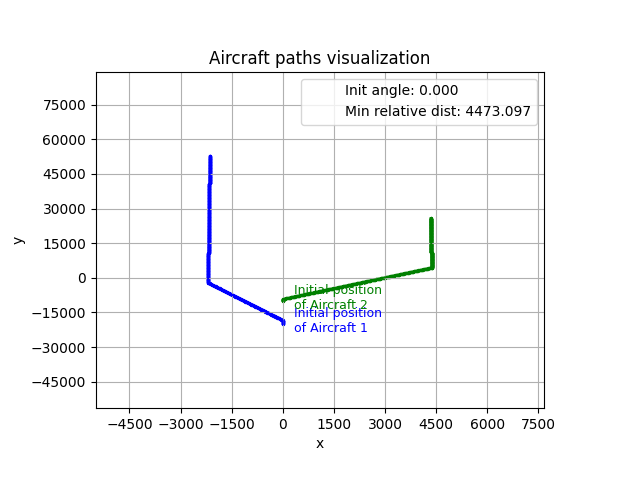 Aircraft paths visualization
Init angle: 0.000
Min relative dist: 4473.097
75000
60000
45000
30000
15000
0
−15000
−30000
−45000
y
Initial position
of Aircraft 2
Initial position
of Aircraft 1
−4500 −3000 −1500 0 1500 3000 4500 6000 7500
x